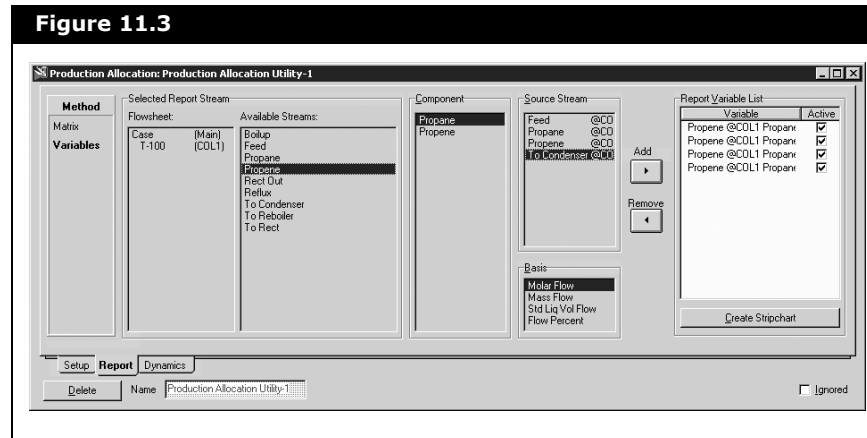 Figure 11.3
Production Allocation: Production Allocation Utility-1
Method
Matrix
Variables
Selected Report Stream
Flowsheet:
Case (Main)
T-100 (COL1)
Available Streams:
Boilup
Feed
Propane
Propene
Rect Out
Reflux
To Condenser
To Reboiler
To Rect
Component
Propane
Propene
Source Stream
Feed @CO
Propane @CO
Propene @CO
To Condenser @CO
Basis
Molar Flow
Mass Flow
Std Liq Vol Flow
Flow Percent
Add
Remove
Report Variable List
Variable Active
Propene @COL1 Propane
Propene @COL1 Propane
Propene @COL1 Propane
Propene @COL1 Propane
Create Stripchart
Setup Report Dynamics
Delete Name Production Allocation Utility-1 Ignored